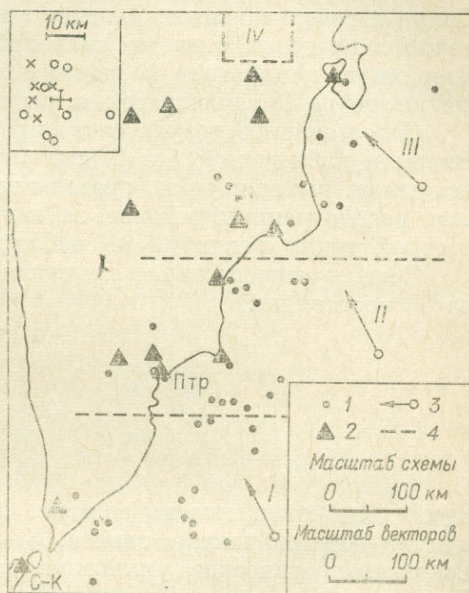 10 км
IV
III
II
Птр
I
С-К
1 3
2 4
Масштаб схемы
0 100 км
Масштаб векторов
0 100 км